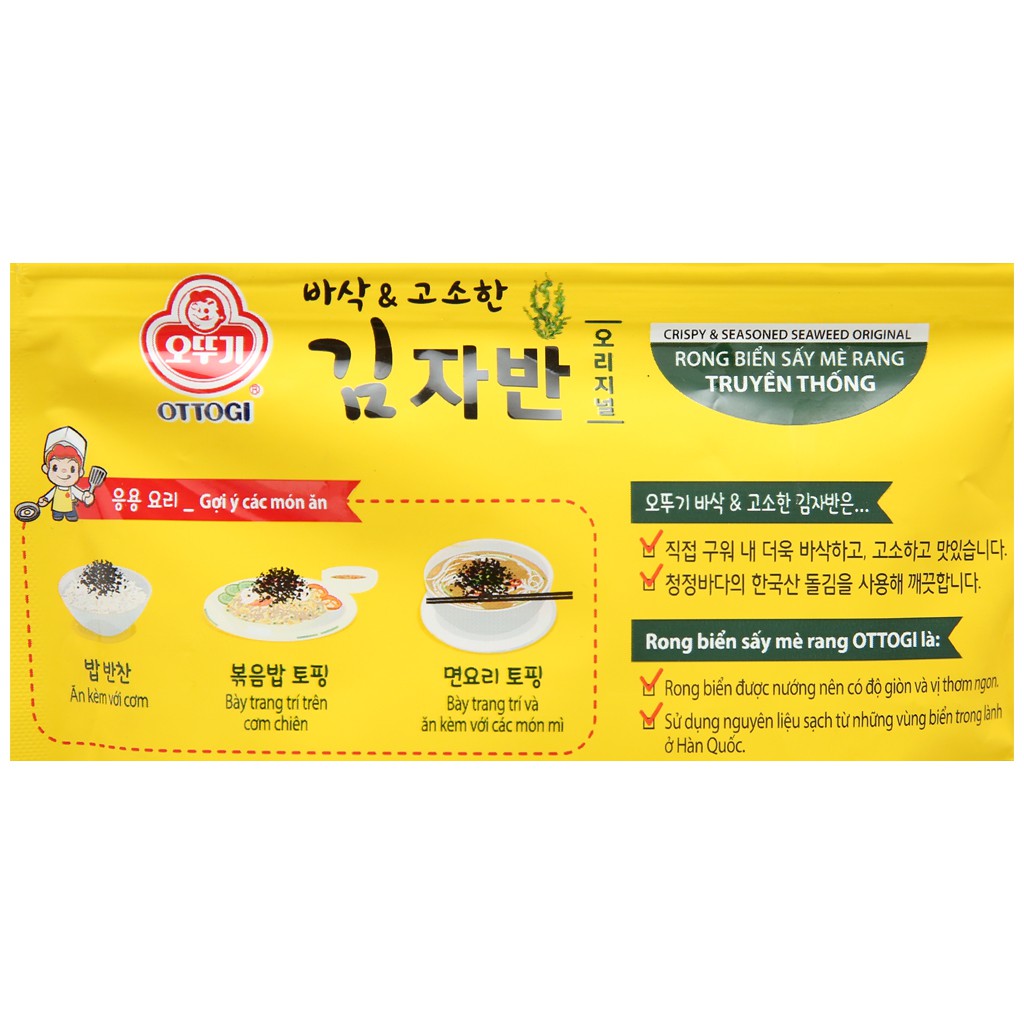 바삭 & 고소한
김자반
오리지널
오뚜기
®
OTTOGI
CRISPY & SEASONED SEAWEED ORIGINAL
RONG BIỂN SẤY MÈ RANG
TRUYỀN THỐNG
응용 요리 _ Gợi ý các món ăn
밥 반찬
Ăn kèm với cơm
볶음밥 토핑
Bày trang trí trên
cơm chiên
면요리 토핑
Bày trang trí và
ăn kèm với các món mì
오뚜기 바삭 & 고소한 김자반은...
직접 구워 내 더욱 바삭하고, 고소하고 맛있습니다.
청정바다의 한국산 돌김을 사용해 깨끗합니다.
Rong biển sấy mè rang OTTOGI là:
Rong biển được nướng nên có độ giòn và vị thơm ngon.
Sử dụng nguyên liệu sạch từ những vùng biển trong lành
ở Hàn Quốc.